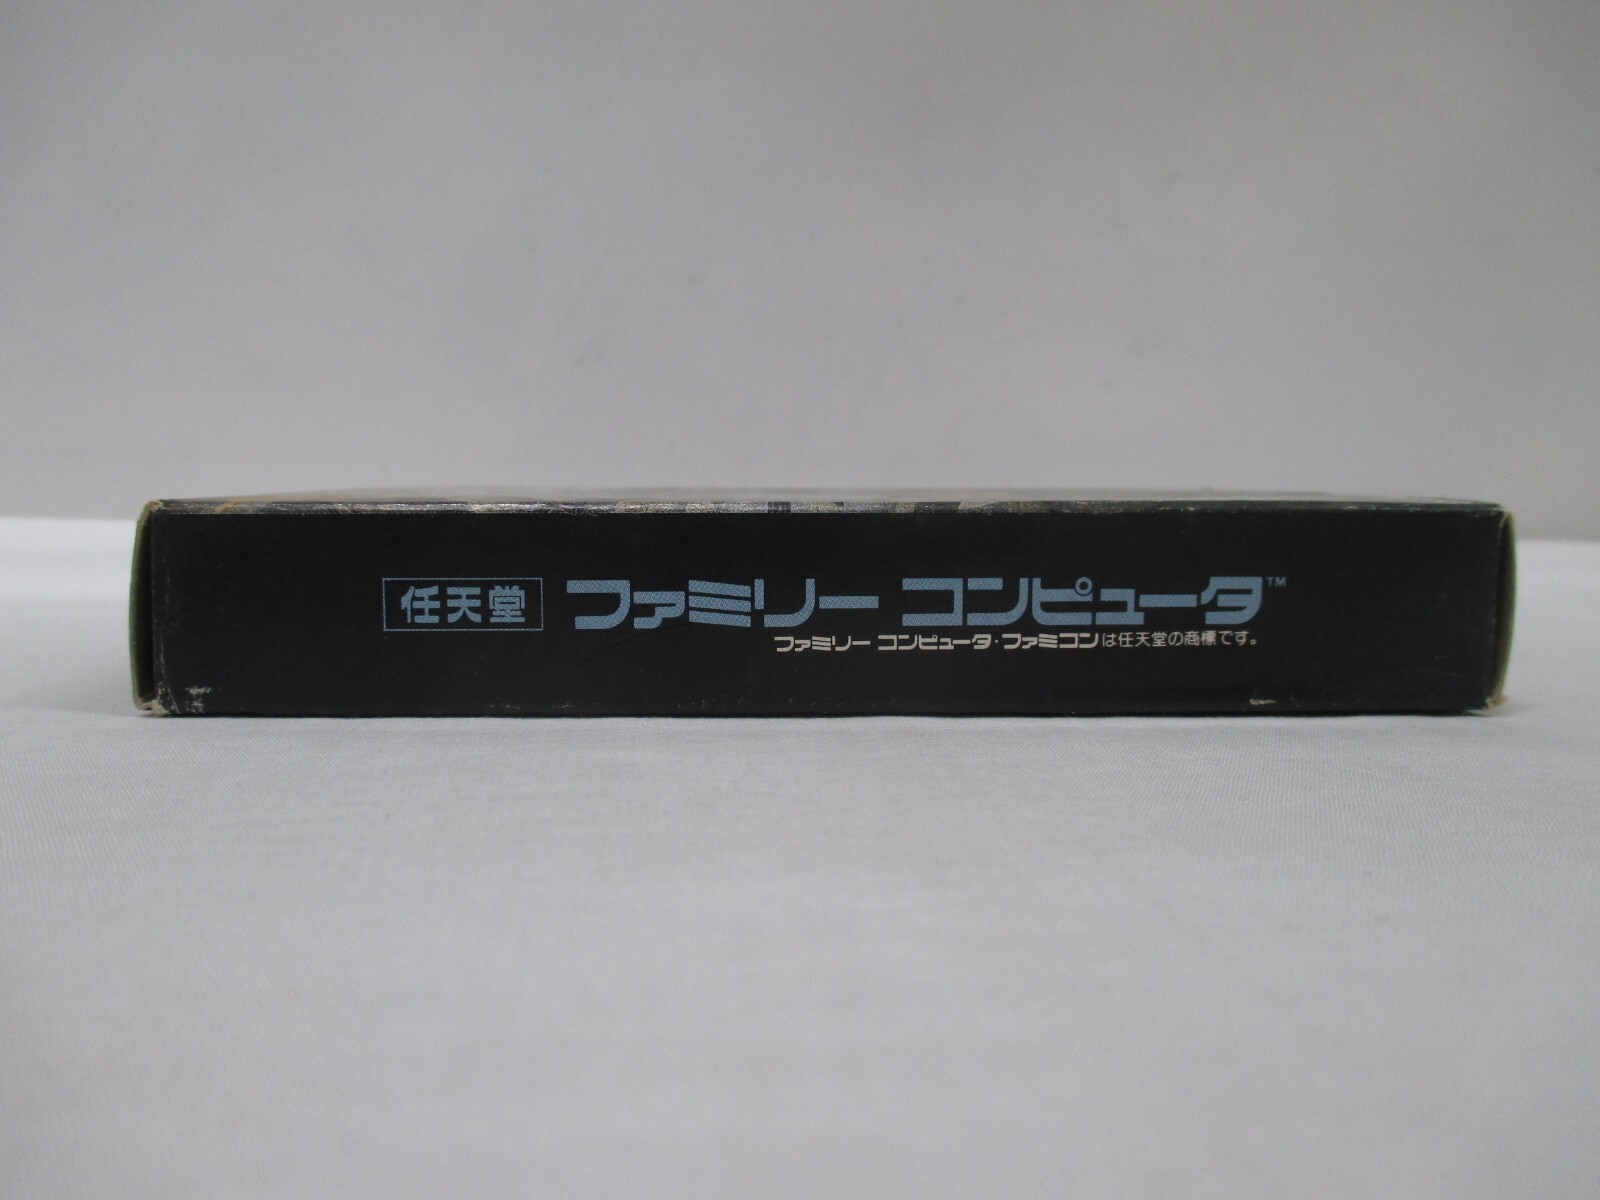 任天堂 ファミリー コンピュータ™
ファミリー コンピュータ・ファミコンは任天堂の商標です。